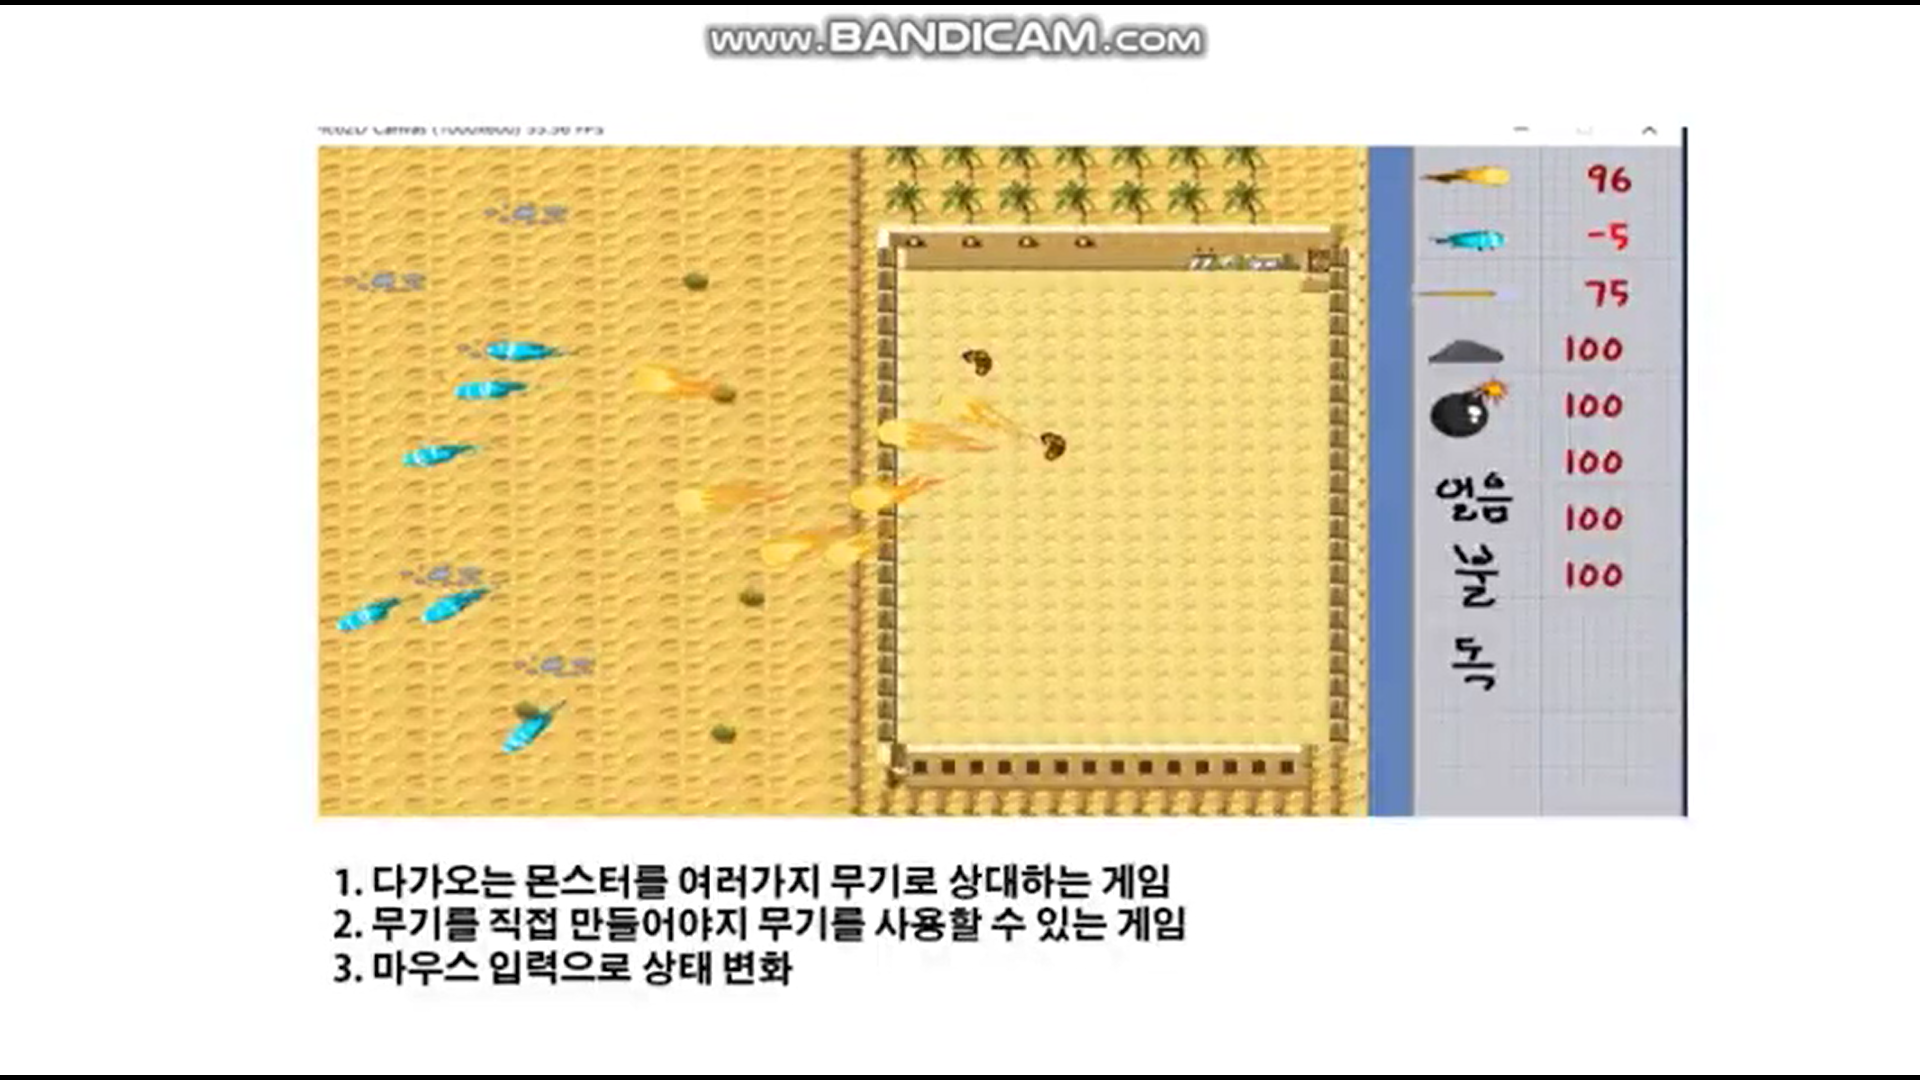 www.BANDICAM.com
96
-5
75
100
100
얼음 100
불 100
독 100
1. 다가오는 몬스터를 여러가지 무기로 상대하는 게임
2. 무기를 직접 만들어야지 무기를 사용할 수 있는 게임
3. 마우스 입력으로 상태 변화